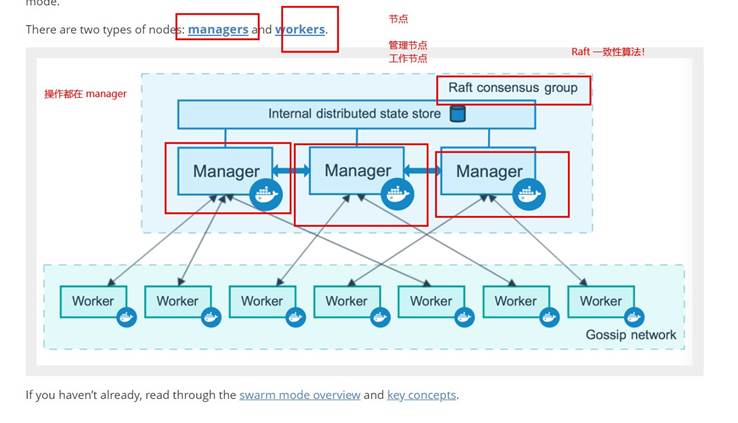 mode.
There are two types of nodes: managers and workers.
节点
管理节点
工作节点
Raft 一致性算法!
操作都在 manager
Raft consensus group
Internal distributed state store
Manager
Manager
Manager
Worker
Worker
Worker
Worker
Worker
Worker
Worker
Gossip network
If you haven't already, read through the swarm mode overview and key concepts.